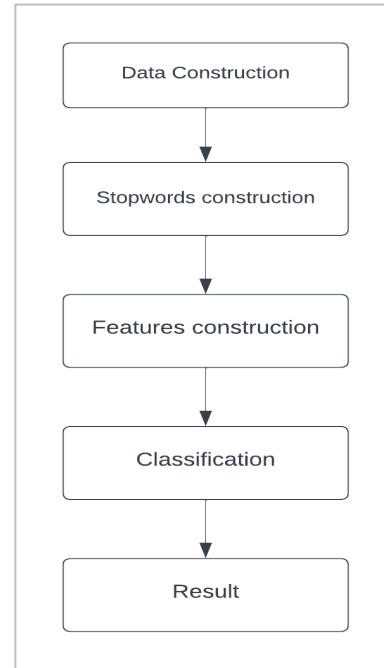 Data Construction
Stopwords construction
Features construction
Classification
Result